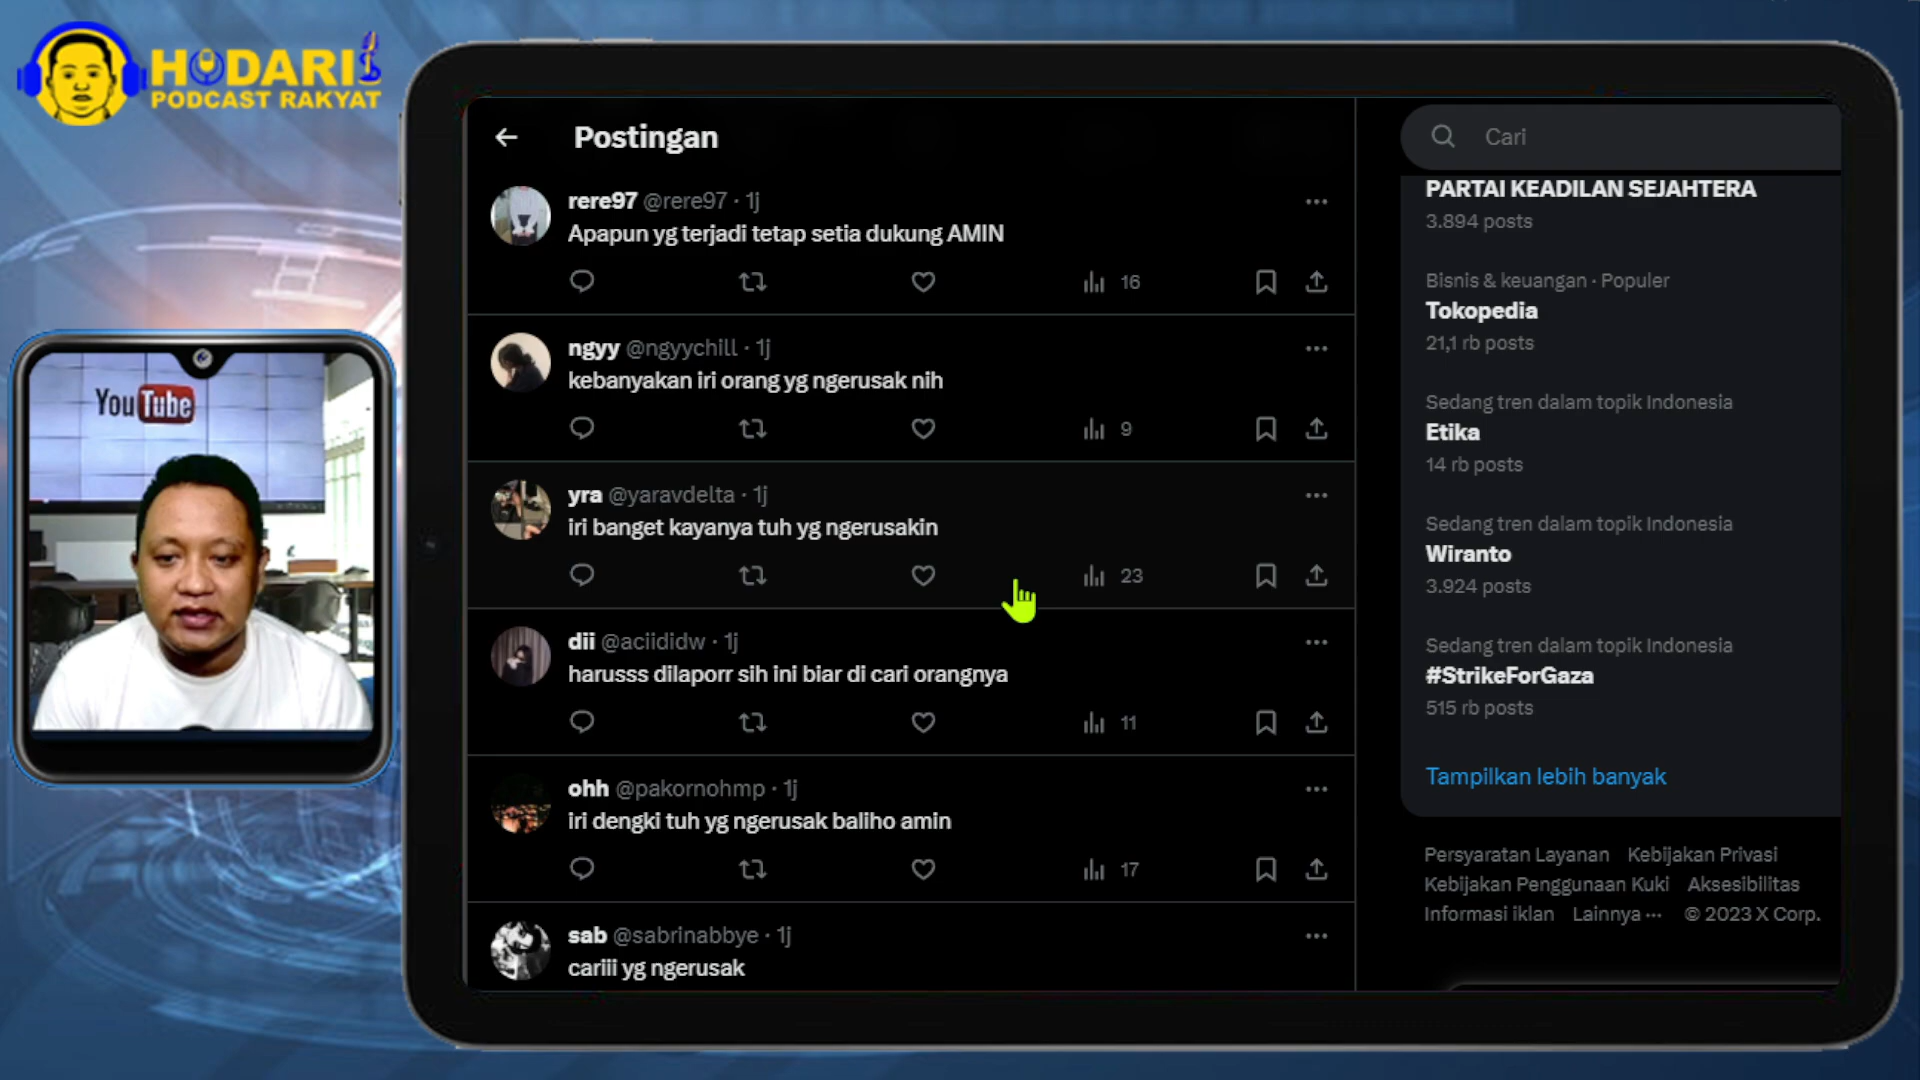 HODARI
PODCAST RAKYAT
YouTube
Postingan
rere97 @rere97 · 1j
Apapun yg terjadi tetap setia dukung AMIN
16
ngyy @ngyychill · 1j
kebanyakan iri orang yg ngerusak nih
9
yra @yaravdelta · 1j
iri banget kayanya tuh yg ngerusakin
23
dii @aciididw · 1j
harusss dilaporr sih ini biar di cari orangnya
11
ohh @pakornohmp · 1j
iri dengki tuh yg ngerusak baliho amin
17
sab @sabrinabbye · 1j
cariii yg ngerusak
Cari
PARTAI KEADILAN SEJAHTERA
3.894 posts
Bisnis & keuangan · Populer
Tokopedia
21,1 rb posts
Sedang tren dalam topik Indonesia
Etika
14 rb posts
Sedang tren dalam topik Indonesia
Wiranto
3.924 posts
Sedang tren dalam topik Indonesia
#StrikeForGaza
515 rb posts
Tampilkan lebih banyak
Persyaratan Layanan Kebijakan Privasi
Kebijakan Penggunaan Kuki Aksesibilitas
Informasi iklan Lainnya ··· © 2023 X Corp.